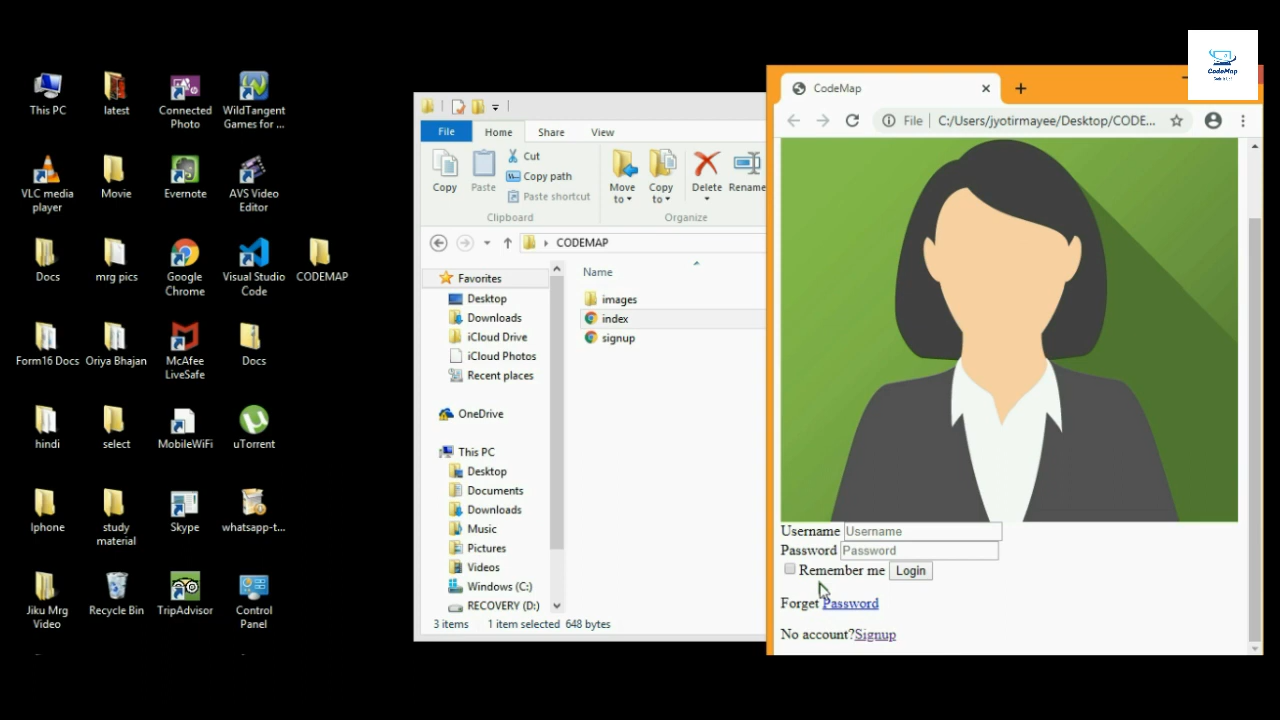 This PC
latest
Connected
Photo
WildTangent
Games for ...
VLC media
player
Movie
Evernote
AVS Video
Editor
Docs
mrg pics
Google
Chrome
Visual Studio
Code
CODEMAP
Form16 Docs
Oriya Bhajan
McAfee
LiveSafe
Docs
hindi
select
MobileWiFi
uTorrent
Iphone
study
material
Skype
whatsapp-t...
Jiku Mrg
Video
Recycle Bin
TripAdvisor
Control
Panel
File
Home
Share
View
Copy
Paste
Cut
Copy path
Paste shortcut
Clipboard
Move
to
Copy
to
Delete
Rename
Organize
CODEMAP
Favorites
Desktop
Downloads
iCloud Drive
iCloud Photos
Recent places
OneDrive
This PC
Desktop
Documents
Downloads
Music
Pictures
Videos
Windows (C:)
RECOVERY (D:)
Name
images
index
signup
3 items 1 item selected 648 bytes
CodeMap
File C:/Users/jyotirmayee/Desktop/CODE...
Username Username
Password Password
Remember me Login
Forget Password
No account?Signup
CodeMap